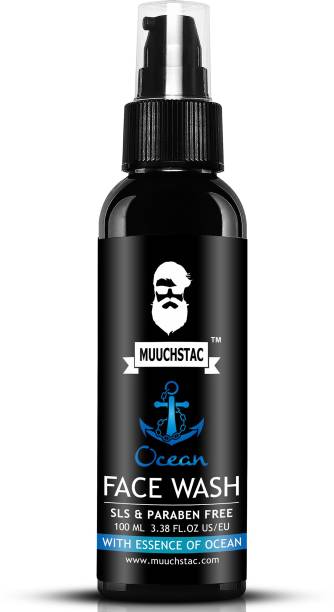 TM
MUUCHSTAC
Ocean
FACE WASH
SLS & PARABEN FREE
100 ML 3.38 FL.OZ US/EU
WITH ESSENCE OF OCEAN
www.muuchstac.com